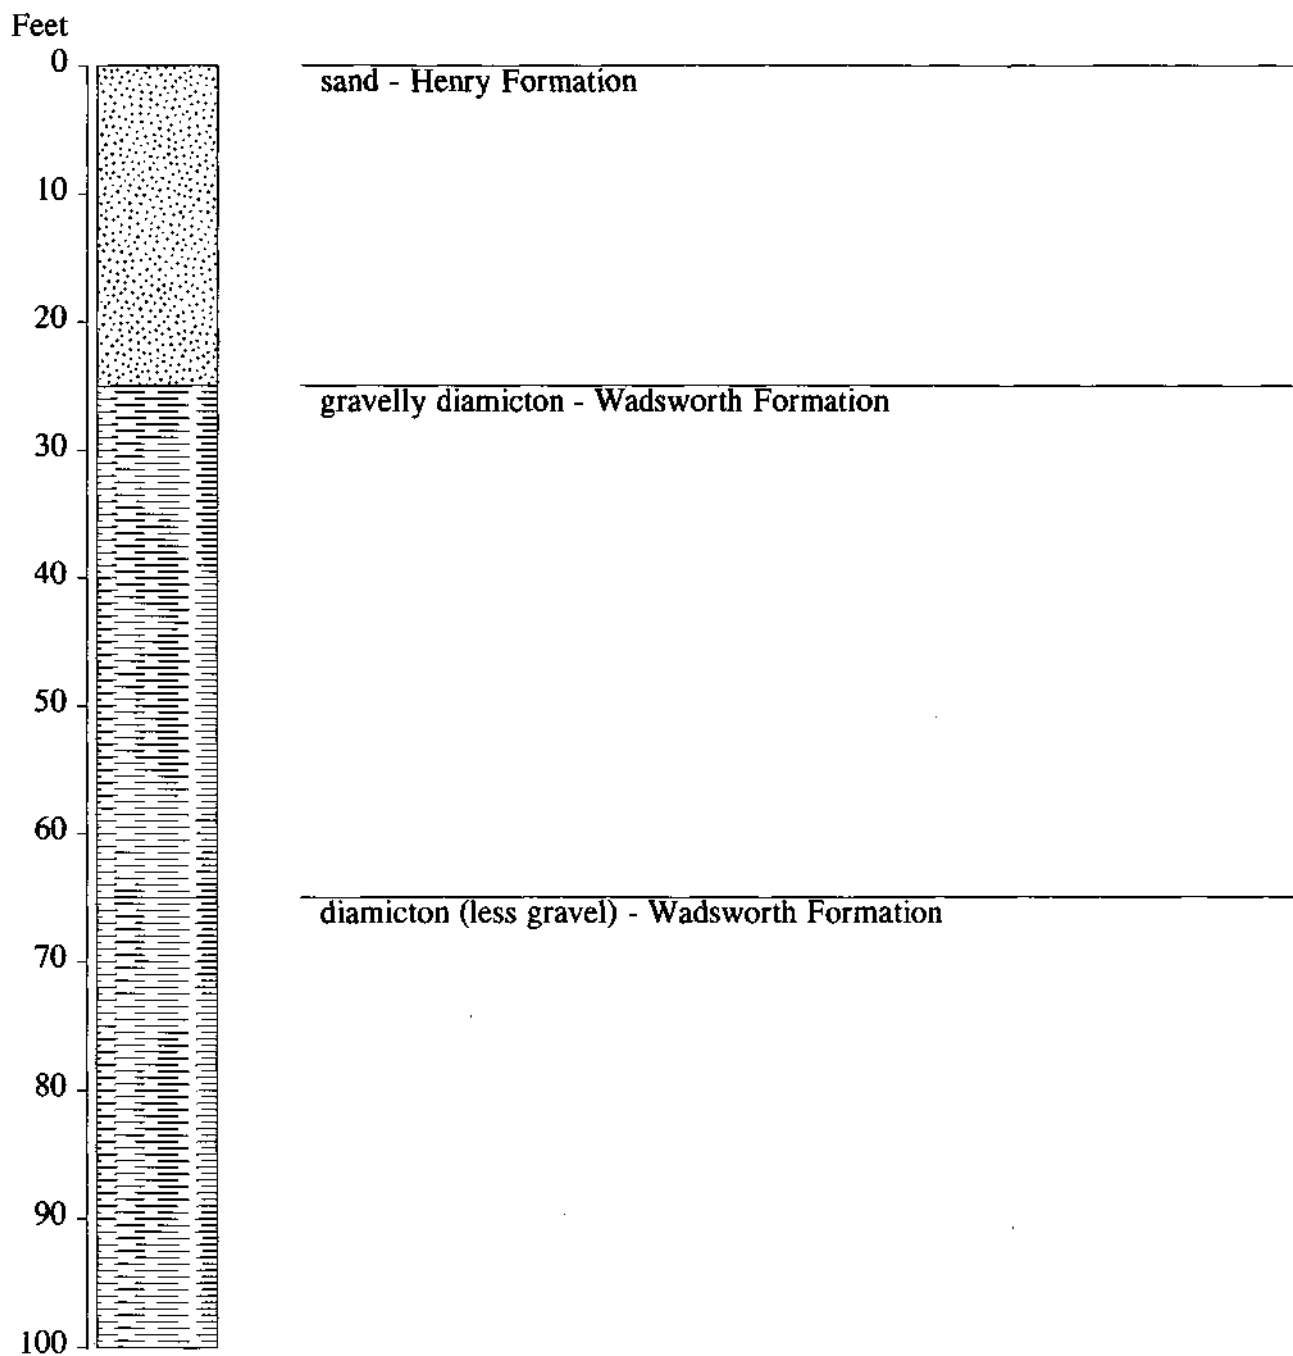 Feet
0
sand - Henry Formation
10
20
gravelly diamicton - Wadsworth Formation
30
40
50
60
diamicton (less gravel) - Wadsworth Formation
70
80
90
100